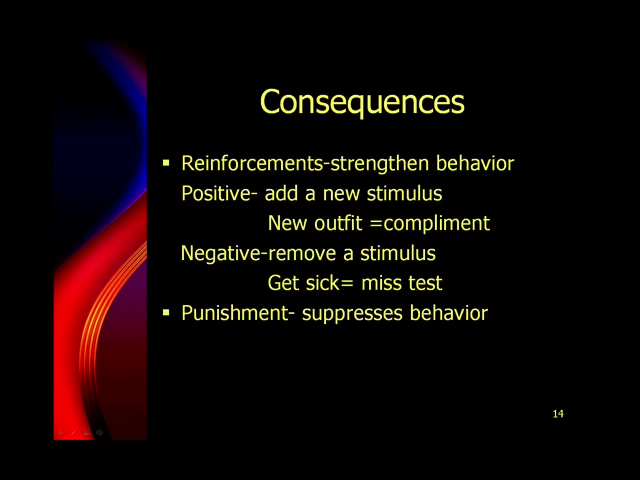 Consequences
▪ Reinforcements-strengthen behavior
Positive- add a new stimulus
New outfit =compliment
Negative-remove a stimulus
Get sick= miss test
▪ Punishment- suppresses behavior
14